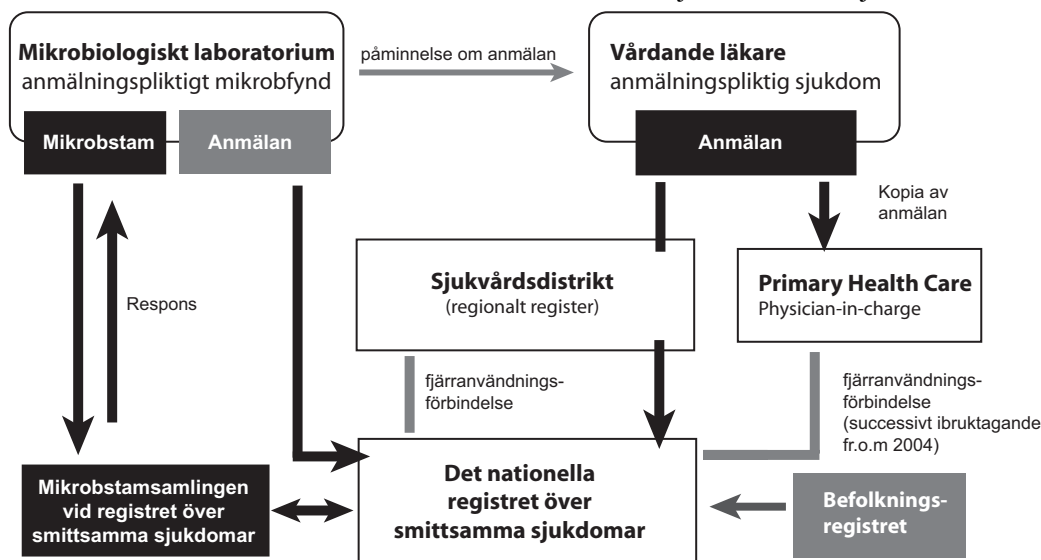 Mikrobiologiskt laboratorium
anmälningspliktigt mikrobfynd
Mikrobstam
Anmälan
påminnelse om anmälan
Vårdande läkare
anmälningspliktig sjukdom
Anmälan
Kopia av
anmälan
Respons
Sjukvårdsdistrikt
(regionalt register)
Primary Health Care
Physician-in-charge
fjärranvändnings-
förbindelse
fjärranvändnings-
förbindelse
(successivt ibruktagande
fr.o.m 2004)
Mikrobstamsamlingen
vid registret över
smittsamma sjukdomar
Det nationella
registret över
smittsamma sjukdomar
Befolknings-
registret